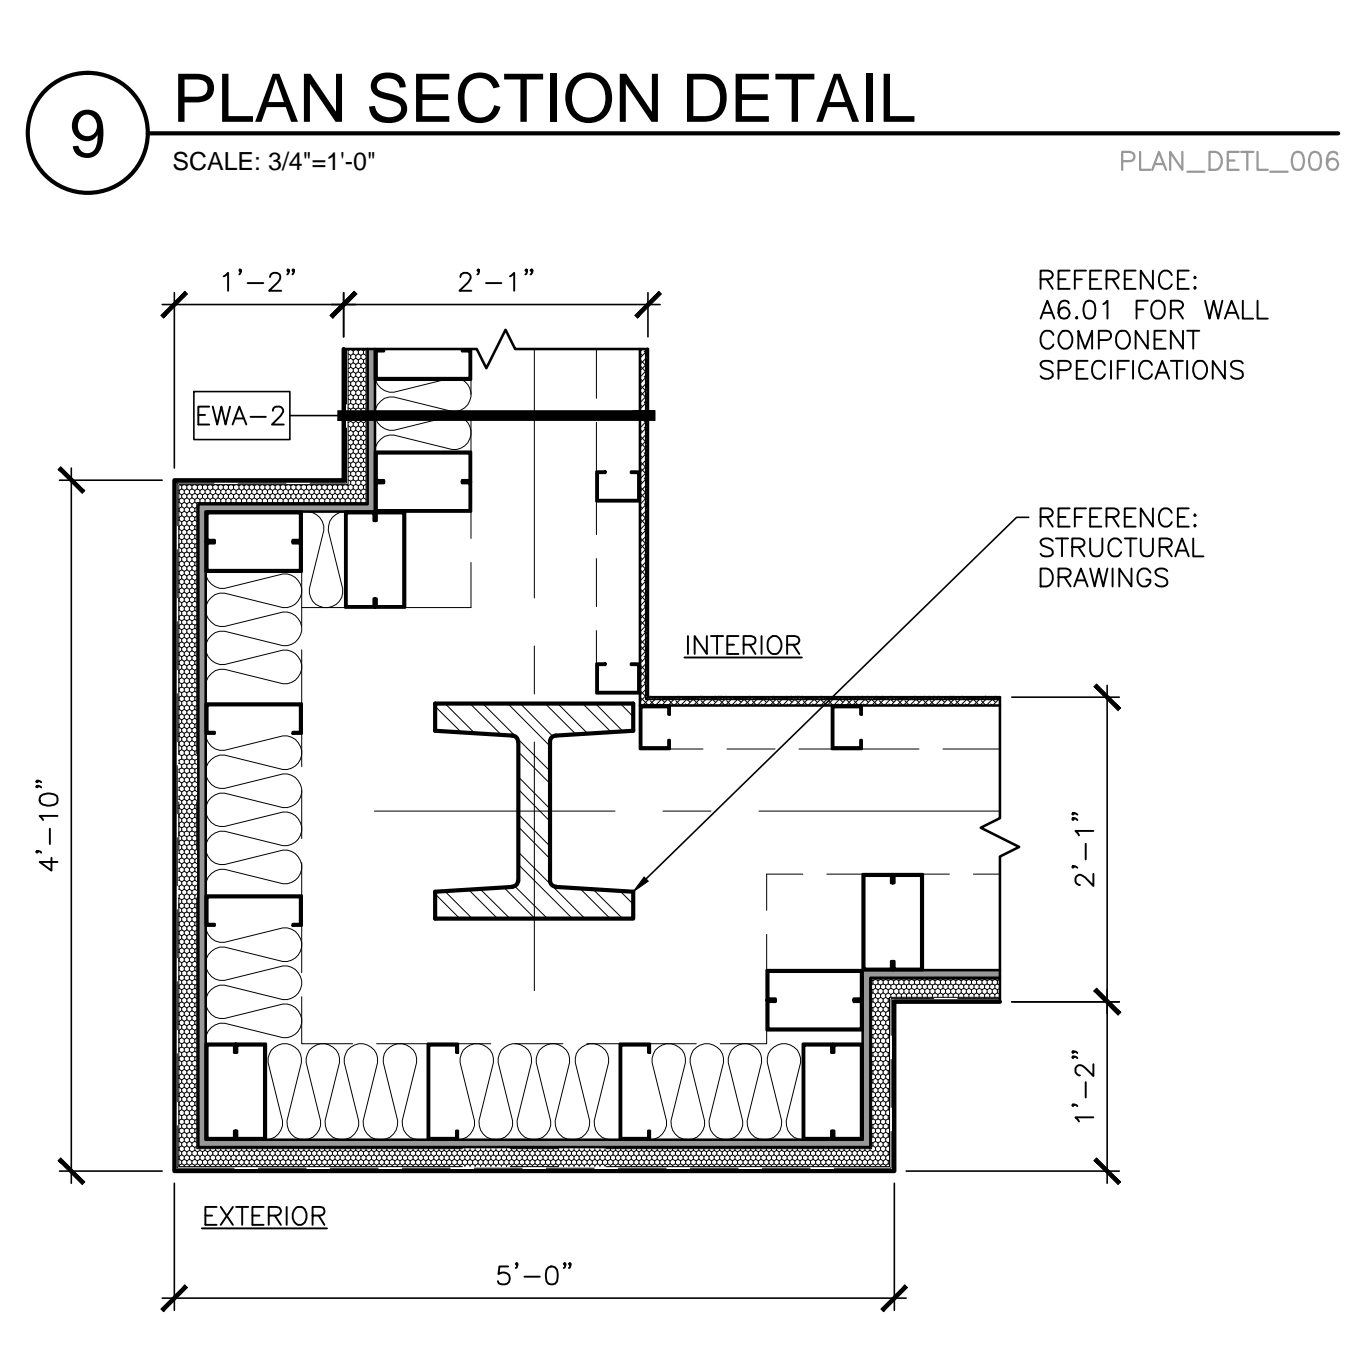 9
PLAN SECTION DETAIL
SCALE: 3/4"=1'-0"
PLAN_DETL_006
1'-2"
2'-1"
REFERENCE:
A6.01 FOR WALL
COMPONENT
SPECIFICATIONS
EWA-2
REFERENCE:
STRUCTURAL
DRAWINGS
INTERIOR
4'-10"
2'-1"
1'-2"
EXTERIOR
5'-0"